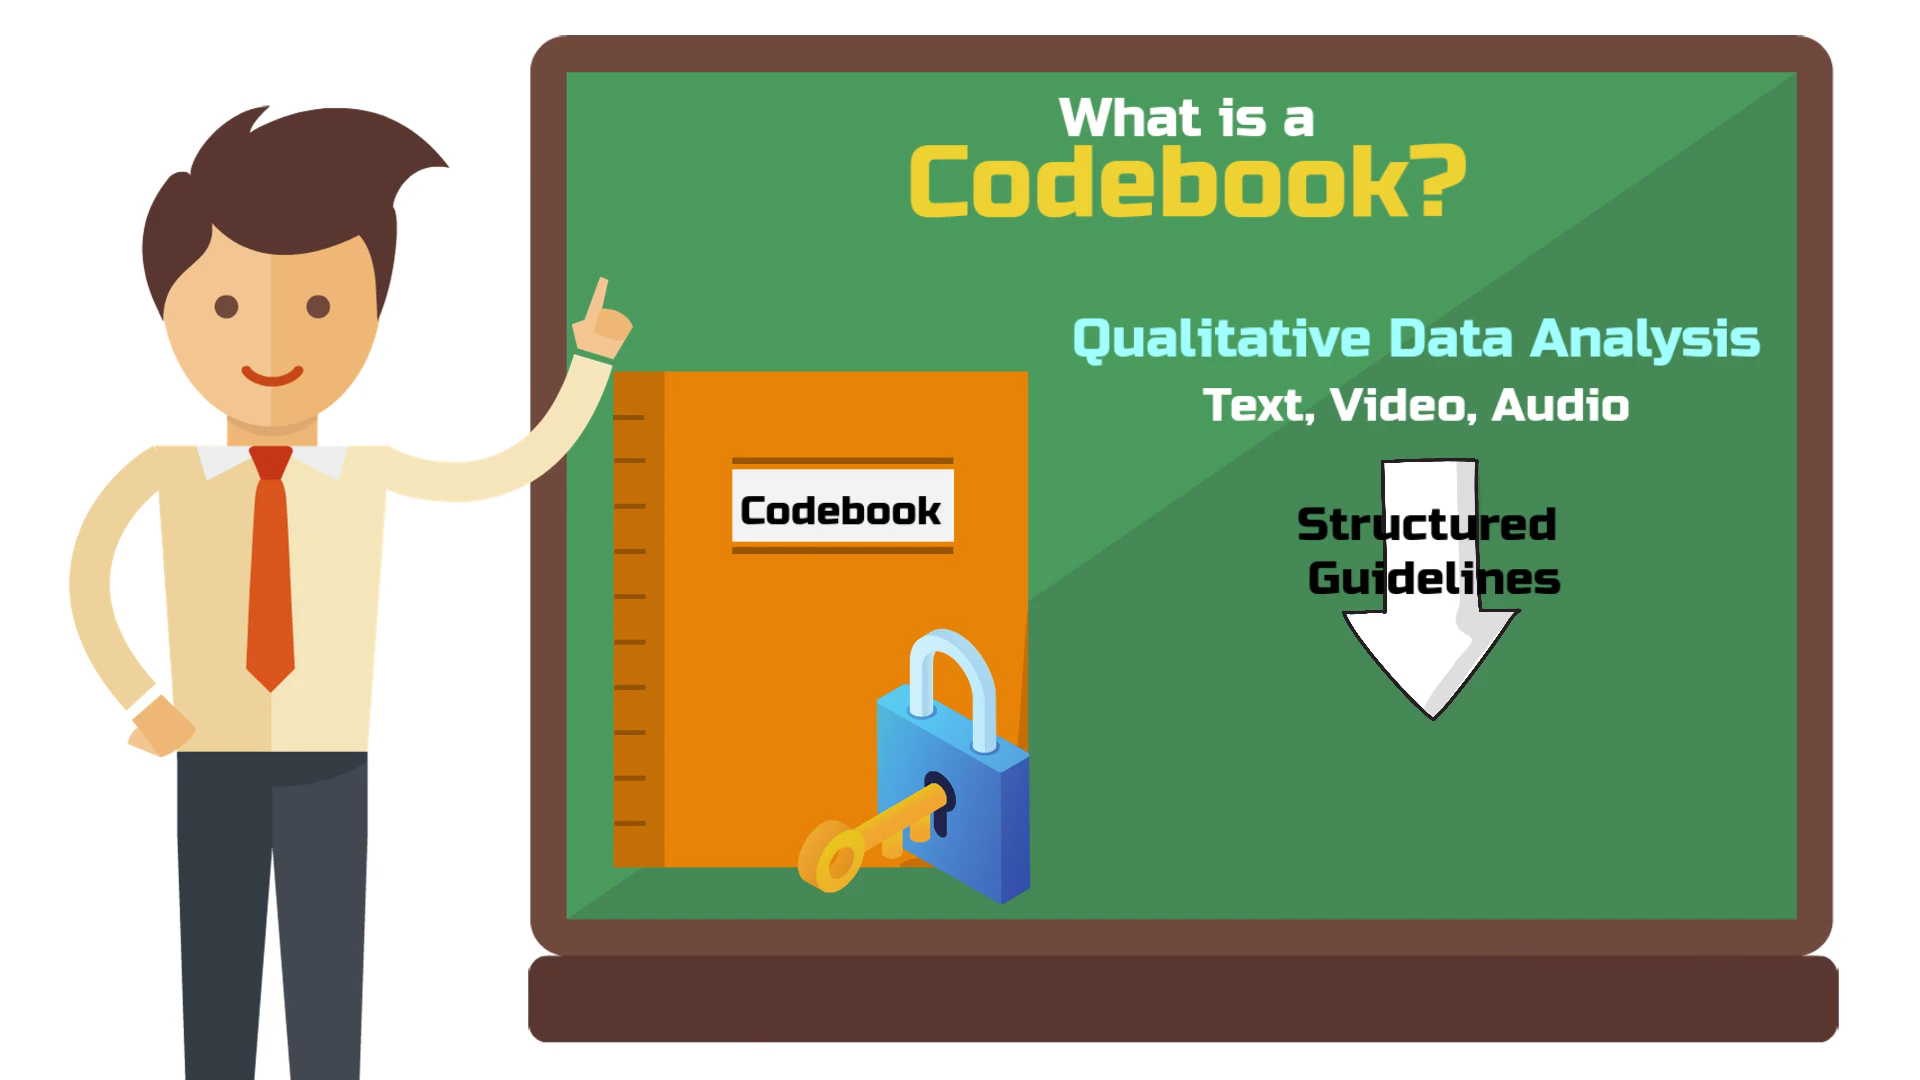 What is a
Codebook?
Qualitative Data Analysis
Text, Video, Audio
Codebook
Structured
Guidelines